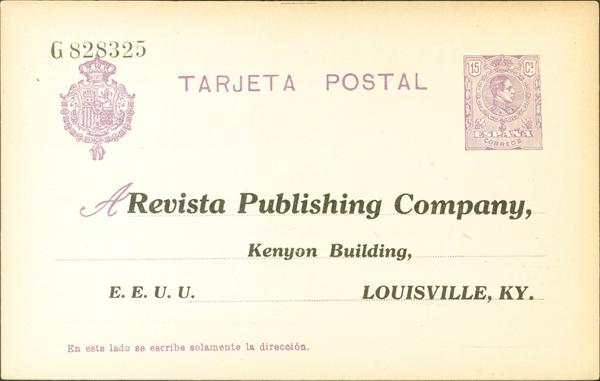 G 828325
TARJETA POSTAL
15 Cs
ESPAÑA
CORREOS
A Revista Publishing Company,
Kenyon Building,
E. E. U. U. LOUISVILLE, KY.
En este lado se escribe solamente la dirección.